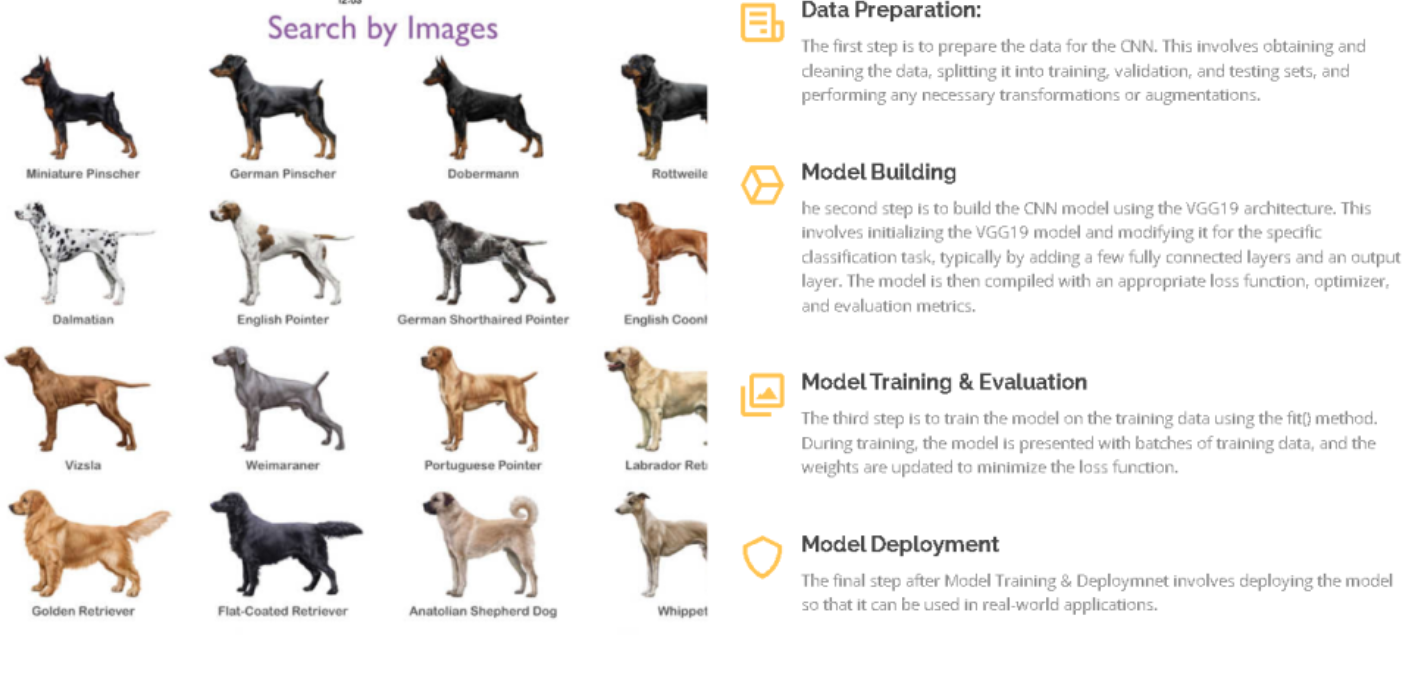 Search by Images
Miniature Pinscher
German Pinscher
Dobermann
Rottweile
Dalmatian
English Pointer
German Shorthaired Pointer
English Coon
Vizsla
Weimaraner
Portuguese Pointer
Labrador Ret
Golden Retriever
Flat-Coated Retriever
Anatolian Shepherd Dog
Whippet
Data Preparation:
The first step is to prepare the data for the CNN. This involves obtaining and
cleaning the data, splitting it into training, validation, and testing sets, and
performing any necessary transformations or augmentations.
Model Building
he second step is to build the CNN model using the VGG19 architecture. This
involves initializing the VGG19 model and modifying it for the specific
classification task, typically by adding a few fully connected layers and an output
layer. The model is then compiled with an appropriate loss function, optimizer,
and evaluation metrics.
Model Training & Evaluation
The third step is to train the model on the training data using the fit() method.
During training, the model is presented with batches of training data, and the
weights are updated to minimize the loss function.
Model Deployment
The final step after Model Training & Deploymnet involves deploying the model
so that it can be used in real-world applications.